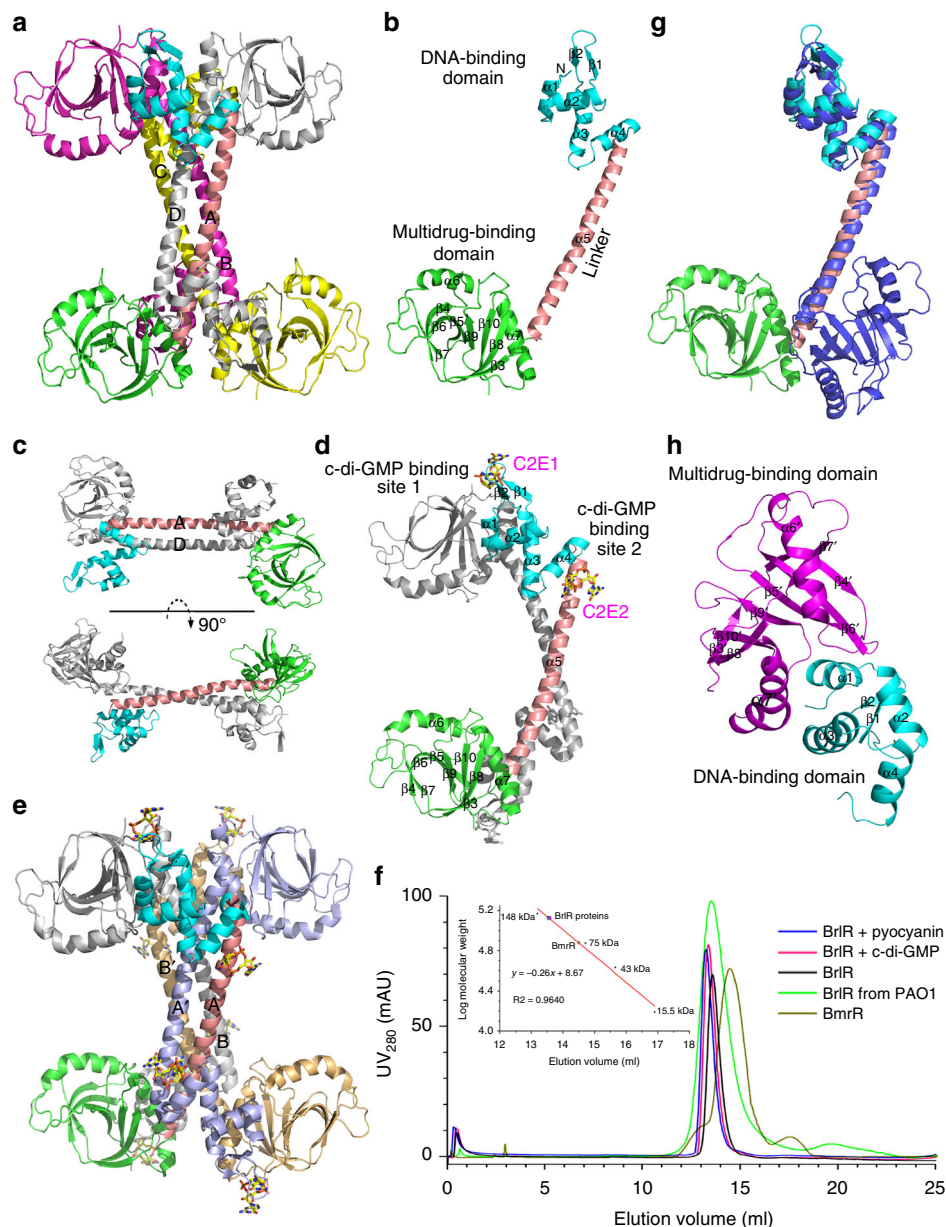 a
C
D
A
B
b
DNA-binding
domain
β2
N
β1
α1
α2
α3
α4
Multidrug-binding
domain
α5
Linker
α6
β4
β5
β6
β10
β9
α7
β7
β8
β3
g
c
A
D
90°
d
c-di-GMP binding
site 1
C2E1
β2
β1
c-di-GMP
binding
site 2
α1
α2
α3
α4
C2E2
α5
α6
β5
β10
β6
β9
β8
α7
β4
β7
β3
h
Multidrug-binding domain
α6′
β7′
β5′
β4′
β9′
β6′
β10′
β3′
β8′
α7′
α1
β2
β1
α2
α3
α4
DNA-binding domain
e
B′
A′
A
B
f
100
50
0
UV280 (mAU)
0
5
10
15
20
25
Elution volume (ml)
5.2
4.8
4.4
4.0
Log molecular weight
148 kDa
BrlR proteins
BmrR
75 kDa
43 kDa
15.5 kDa
y = −0.26x + 8.67
R2 = 0.9640
12
13
14
15
16
17
18
Elution volume (ml)
BrlR + pyocyanin
BrlR + c-di-GMP
BrlR
BrlR from PAO1
BmrR